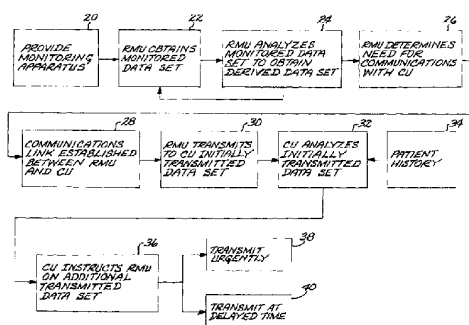 20
22
24
26
PROVIDE
MONITORING
APPARATUS
RMU OBTAINS
MONITORED
DATA SET
RMU ANALYZES
MONITORED DATA
SET TO OBTAIN
DERIVED DATA SET
RMU DETERMINES
NEED FOR
COMMUNICATIONS
WITH CU
28
30
32
34
COMMUNICATIONS
LINK ESTABLISHED
BETWEEN RMU
AND CU
RMU TRANSMITS
TO CU INITIALLY
TRANSMITTED
DATA SET
CU ANALYZES
INITIALLY
TRANSMITTED
DATA SET
PATIENT
HISTORY
36
38
CU INSTRUCTS RMU
ON ADDITIONAL
TRANSMITTED
DATA SET
TRANSMIT
URGENTLY
40
TRANSMIT AT
DELAYED TIME